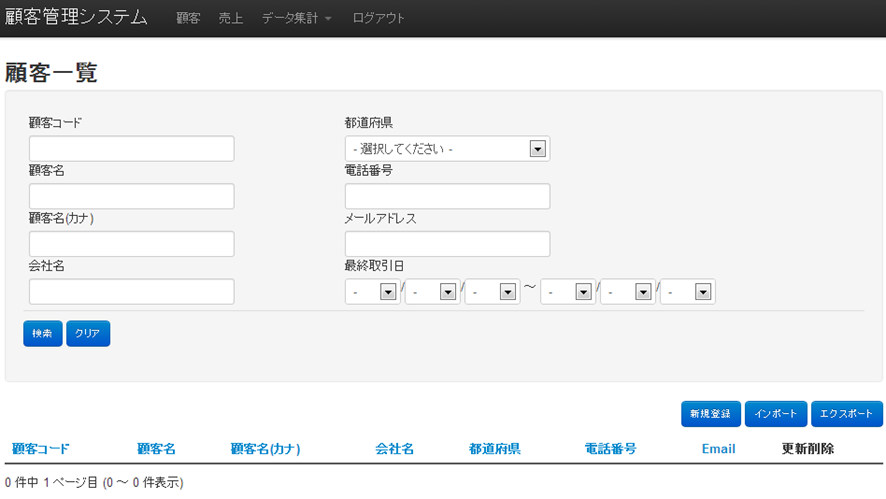 顧客管理システム 顧客 売上 データ集計 ログアウト
顧客一覧
顧客コード 都道府県
- 選択してください -
顧客名 電話番号
顧客名(カナ) メールアドレス
会社名 最終取引日
- / - / - ～ - / - / -
検索 クリア
新規登録 インポート エクスポート
顧客コード 顧客名 顧客名(カナ) 会社名 都道府県 電話番号 Email 更新削除
0 件中 1 ページ目 (0 ～ 0 件表示)